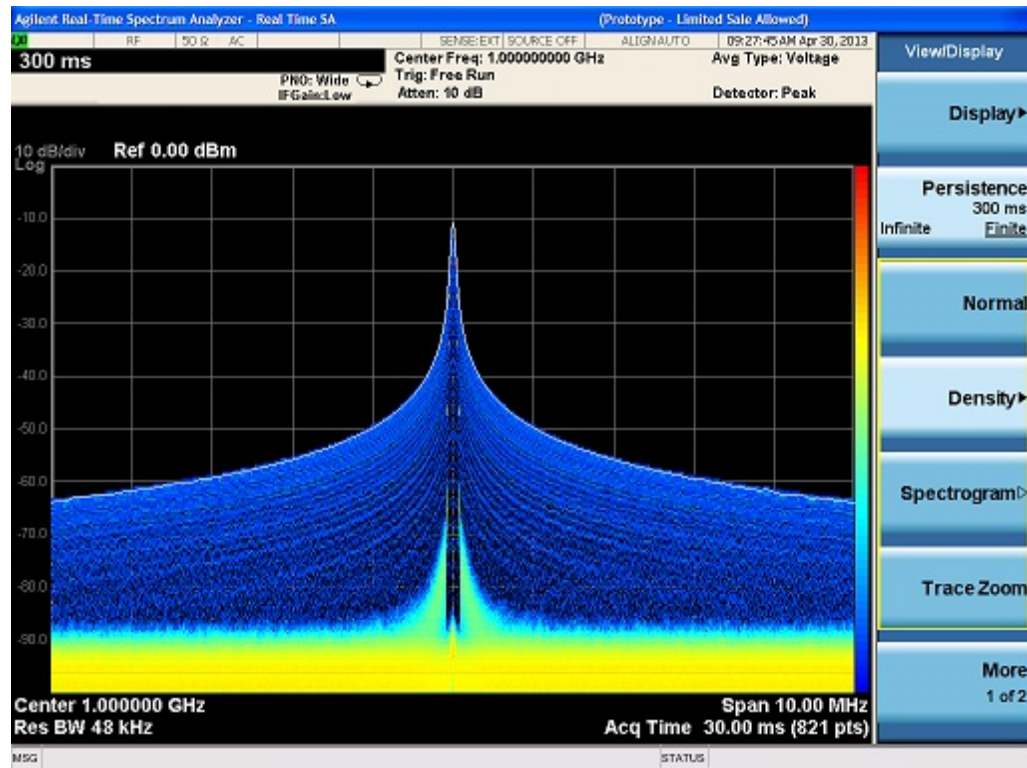 Agilent Real-Time Spectrum Analyzer - Real Time SA (Prototype - Limited Sale Allowed)
RF 50 Ω AC SENSE:EXT SOURCE OFF ALIGNAUTO 09:27:45 AM Apr 30, 2013
300 ms
Center Freq: 1.000000000 GHz
Avg Type: Voltage
PNO: Wide
Trig: Free Run
IFGain:Low
Atten: 10 dB
Detector: Peak
10 dB/div Ref 0.00 dBm
Log
-10.0
-20.0
-30.0
-40.0
-50.0
-60.0
-70.0
-80.0
-90.0
Center 1.000000 GHz
Span 10.00 MHz
Res BW 48 kHz
Acq Time 30.00 ms (821 pts)
MSG STATUS
View/Display
Display
Persistence
300 ms
Infinite Finite
Normal
Density
Spectrogram
Trace Zoom
More
1 of 2